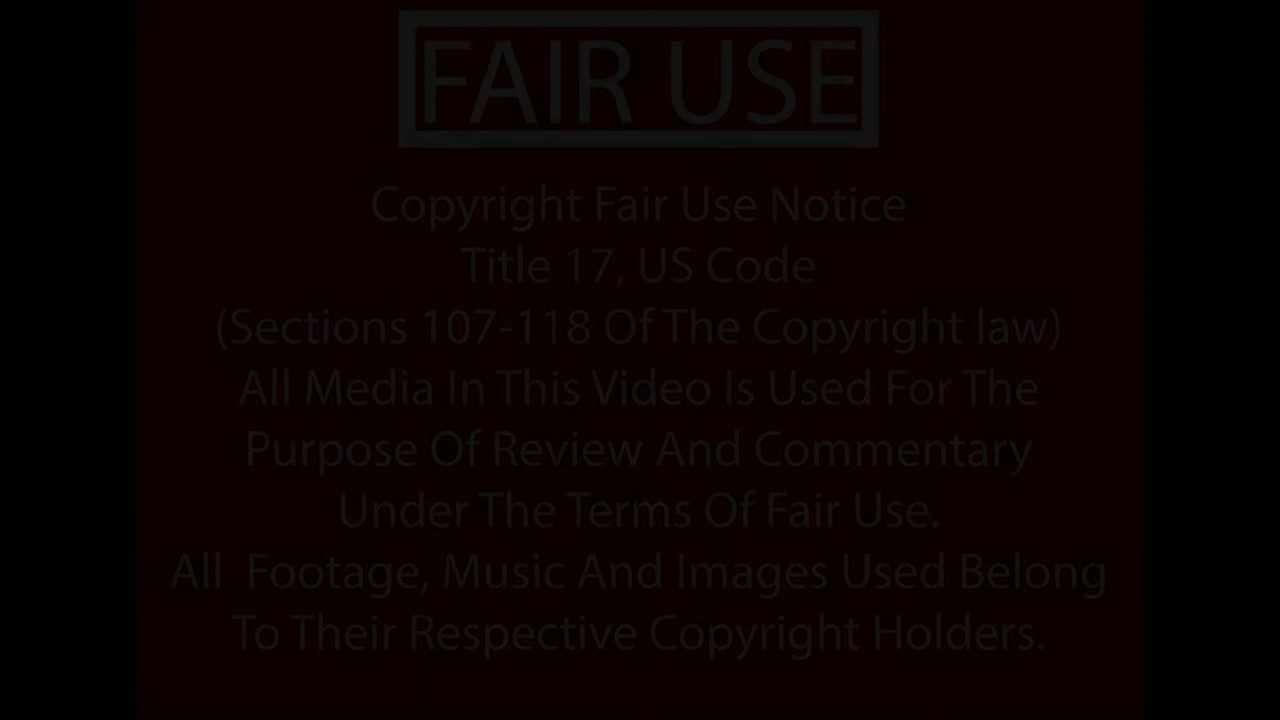 FAIR USE
Copyright Fair Use Notice
Title 17, US Code
(Sections 107-118 Of The Copyright law)
All Media In This Video Is Used For The
Purpose Of Review And Commentary
Under The Terms Of Fair Use.
All  Footage, Music And Images Used Belong
To Their Respective Copyright Holders.